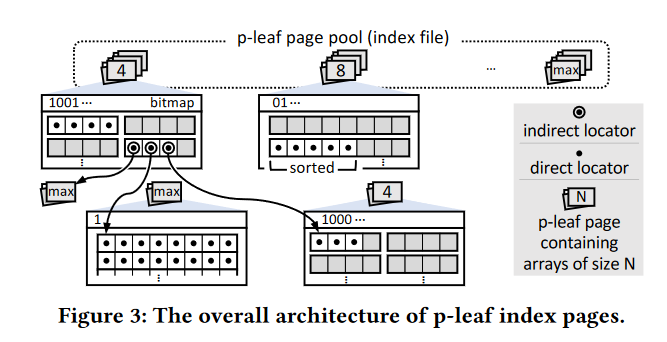 p-leaf page pool (index file)
4
8
...
max
1001... bitmap
01...
sorted
max
max
4
1
1000...
indirect locator
direct locator
N
p-leaf page
containing
arrays of size N
Figure 3: The overall architecture of p-leaf index pages.